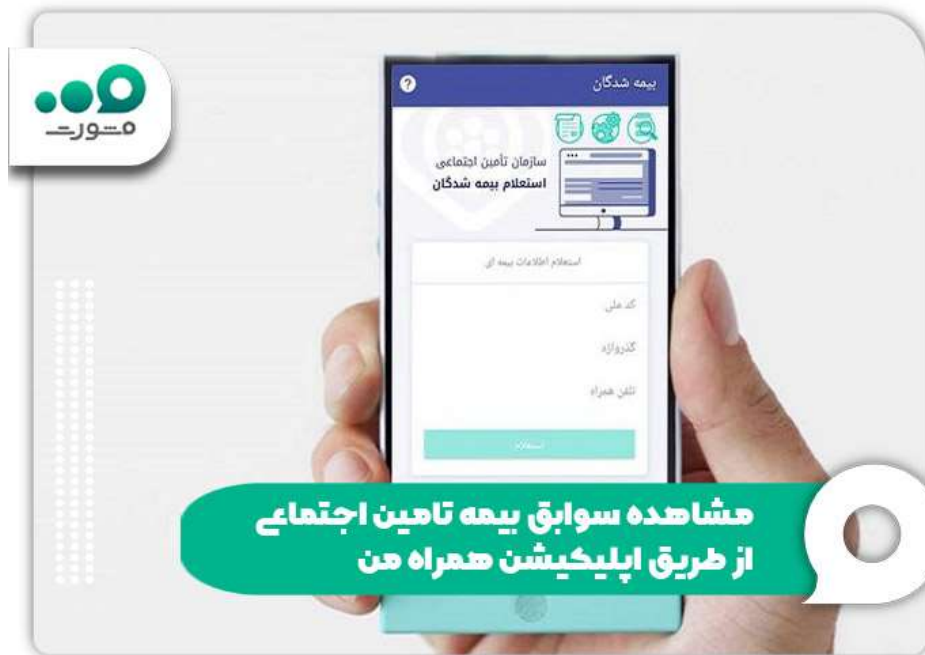 مشورت
بیمه شدگان
?
سازمان تأمین اجتماعی
استعلام بیمه شدگان
استعلام اطلاعات بیمه ای
کد ملی
گذرواژه
تلفن همراه
استعلام
مشاهده سوابق بیمه تامین اجتماعی
از طریق اپلیکیشن همراه من